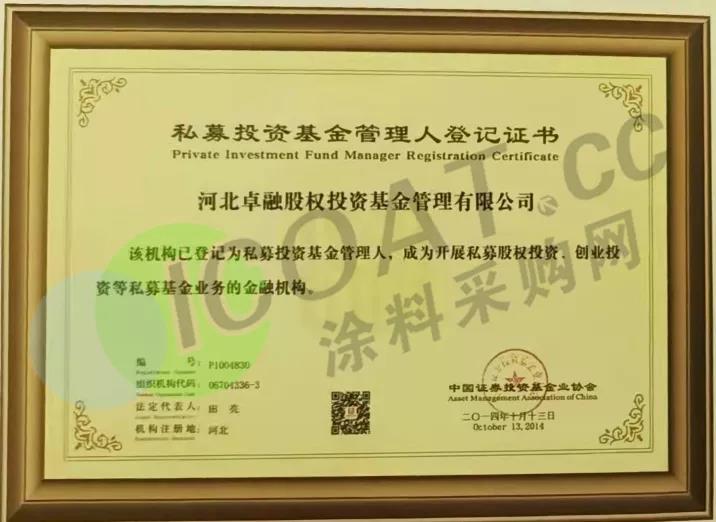 私募投资基金管理人登记证书
Private Investment Fund Manager Registration Certificate
河北卓融股权投资基金管理有限公司
该机构已登记为私募投资基金管理人，成为开展私募股权投资、创业投
资等私募基金业务的金融机构。
编 号: P1004830
组织机构代码: 06704336-3
法定代表人: 田 亮
机构注册地: 河北
中国证券投资基金业协会
Asset Management Association of China
二〇一四年十月十三日
October 13, 2014
ICOAT.CC
涂料采购网